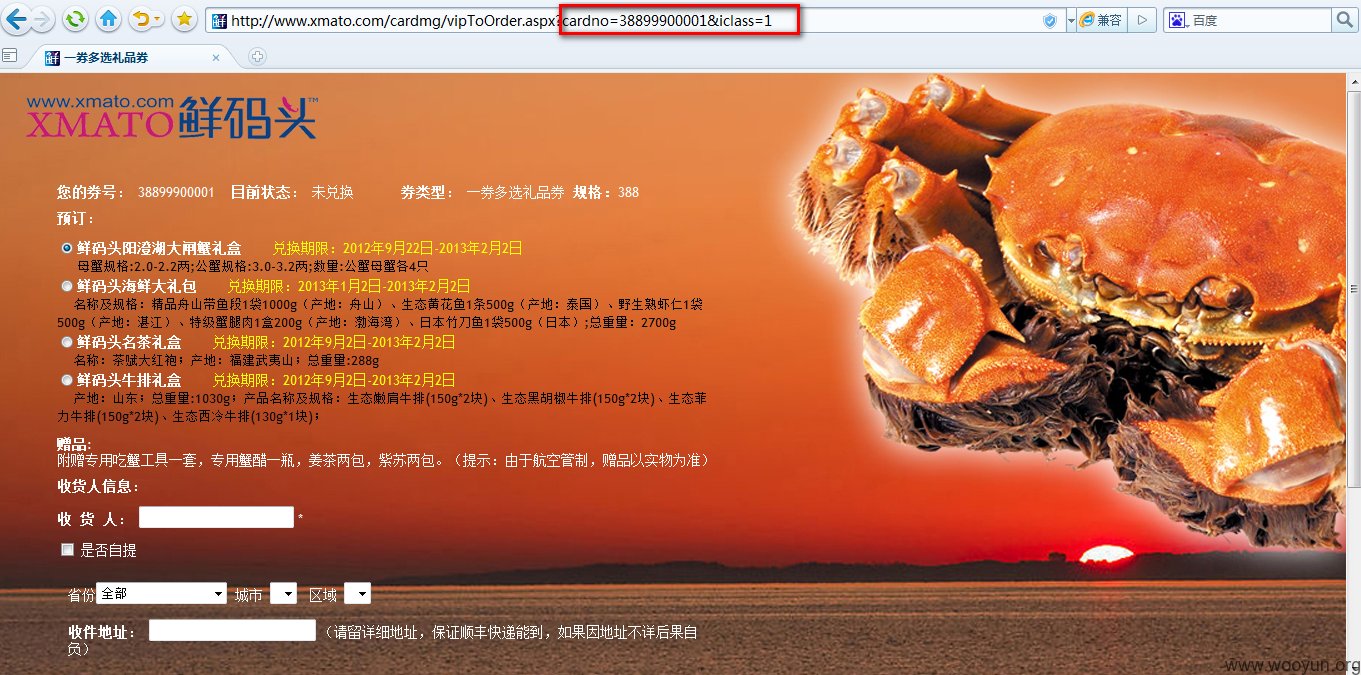 http://www.xmato.com/cardmg/vipToOrder.aspx?cardno=38899900001&iclass=1
兼容
百度
一券多选礼品券
www.xmato.com
XMATO鲜码头™
您的券号： 38899900001 目前状态： 未兑换 券类型： 一券多选礼品券 规格：388
预订：
鲜码头阳澄湖大闸蟹礼盒 兑换期限：2012年9月22日-2013年2月2日
母蟹规格:2.0-2.2两;公蟹规格:3.0-3.2两;数量:公蟹母蟹各4只
鲜码头海鲜大礼包 兑换期限：2013年1月2日-2013年2月2日
名称及规格：精品舟山带鱼段1袋1000g（产地：舟山）、生态黄花鱼1条500g（产地：泰国）、野生熟虾仁1袋
500g（产地：湛江）、特级蟹腿肉1盒200g（产地：渤海湾）、日本竹刀鱼1袋500g（日本）;总重量：2700g
鲜码头名茶礼盒 兑换期限：2012年9月2日-2013年2月2日
名称：茶赋大红袍；产地：福建武夷山；总重量:288g
鲜码头牛排礼盒 兑换期限：2012年9月2日-2013年2月2日
产地：山东；总重量:1030g；产品名称及规格：生态嫩肩牛排(150g*2块)、生态黑胡椒牛排(150g*2块)、生态菲
力牛排(150g*2块)、生态西冷牛排(130g*1块)；
赠品:
附赠专用吃蟹工具一套，专用蟹醋一瓶，姜茶两包，紫苏两包。（提示：由于航空管制，赠品以实物为准）
收货人信息：
收 货 人： *
是否自提
省份 全部 城市 区域
收件地址： （请留详细地址，保证顺丰快递能到，如果因地址不详后果自
负）
www.wooyun.org